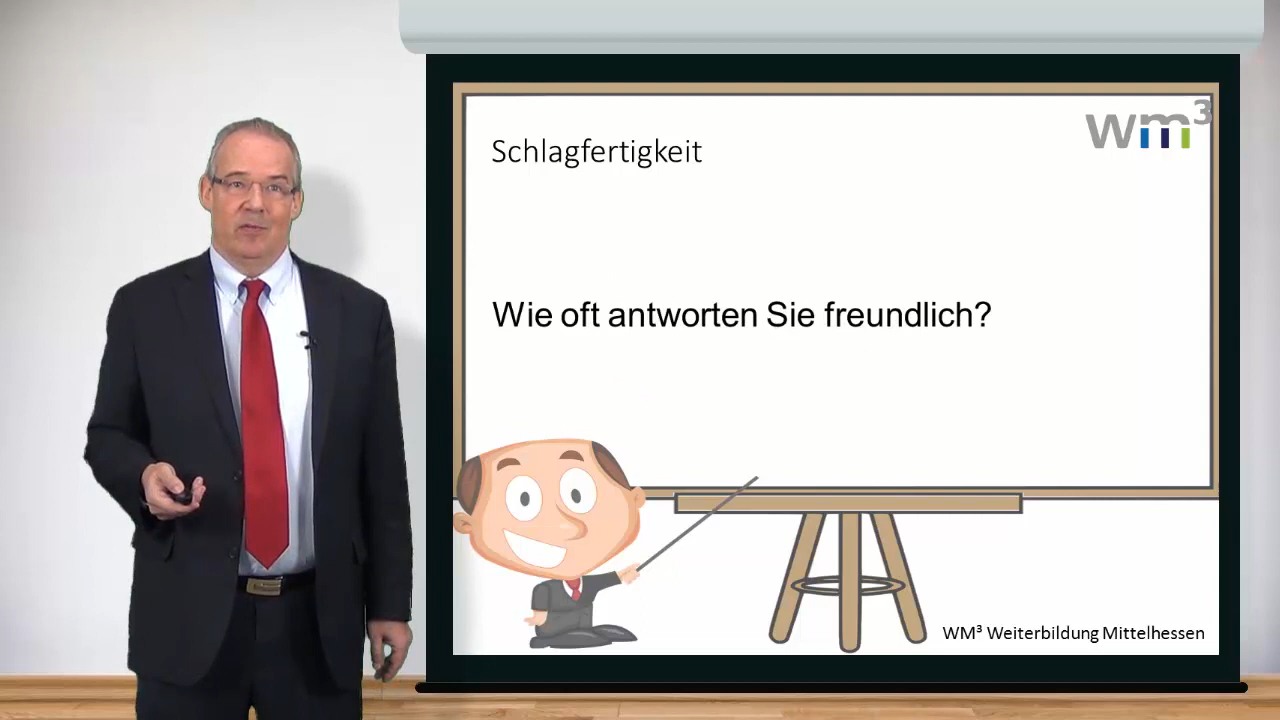 wm³
Schlagfertigkeit
Wie oft antworten Sie freundlich?
WM³ Weiterbildung Mittelhessen